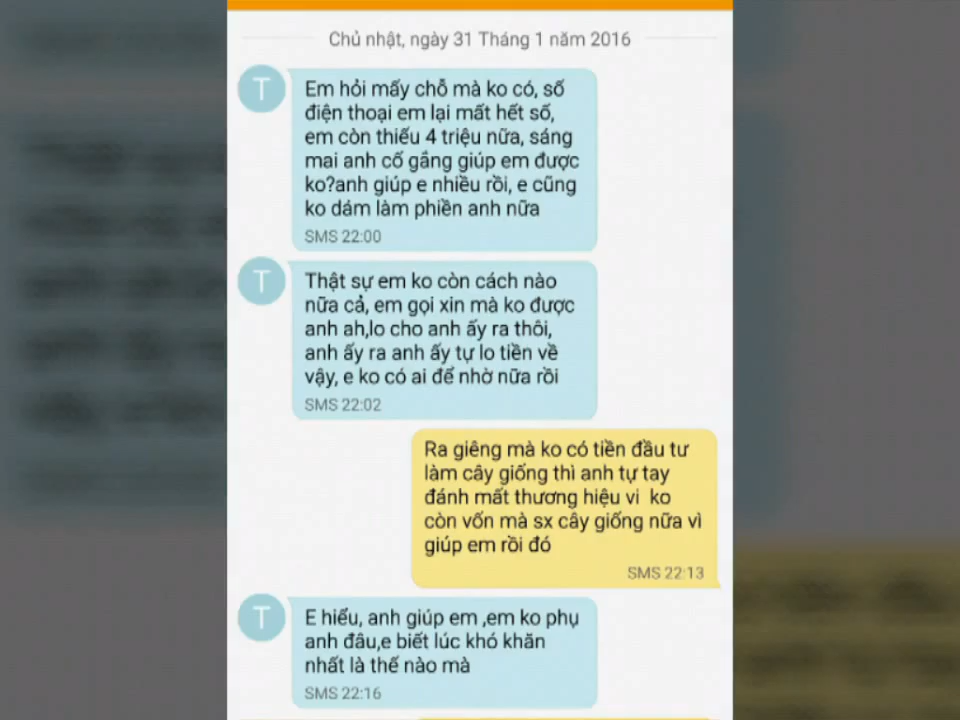 Chủ nhật, ngày 31 Tháng 1 năm 2016
T
Em hỏi mấy chỗ mà ko có, số
điện thoại em lại mất hết số,
em còn thiếu 4 triệu nữa, sáng
mai anh cố gắng giúp em được
ko?anh giúp e nhiều rồi, e cũng
ko dám làm phiền anh nữa
SMS 22:00
T
Thật sự em ko còn cách nào
nữa cả, em gọi xin mà ko được
anh ah,lo cho anh ấy ra thôi,
anh ấy ra anh ấy tự lo tiền về
vậy, e ko có ai để nhờ nữa rồi
SMS 22:02
Ra giêng mà ko có tiền đầu tư
làm cây giống thì anh tự tay
đánh mất thương hiệu vi ko
còn vốn mà sx cây giống nữa vì
giúp em rồi đó
SMS 22:13
T
E hiểu, anh giúp em ,em ko phụ
anh đâu,e biết lúc khó khăn
nhất là thế nào mà
SMS 22:16